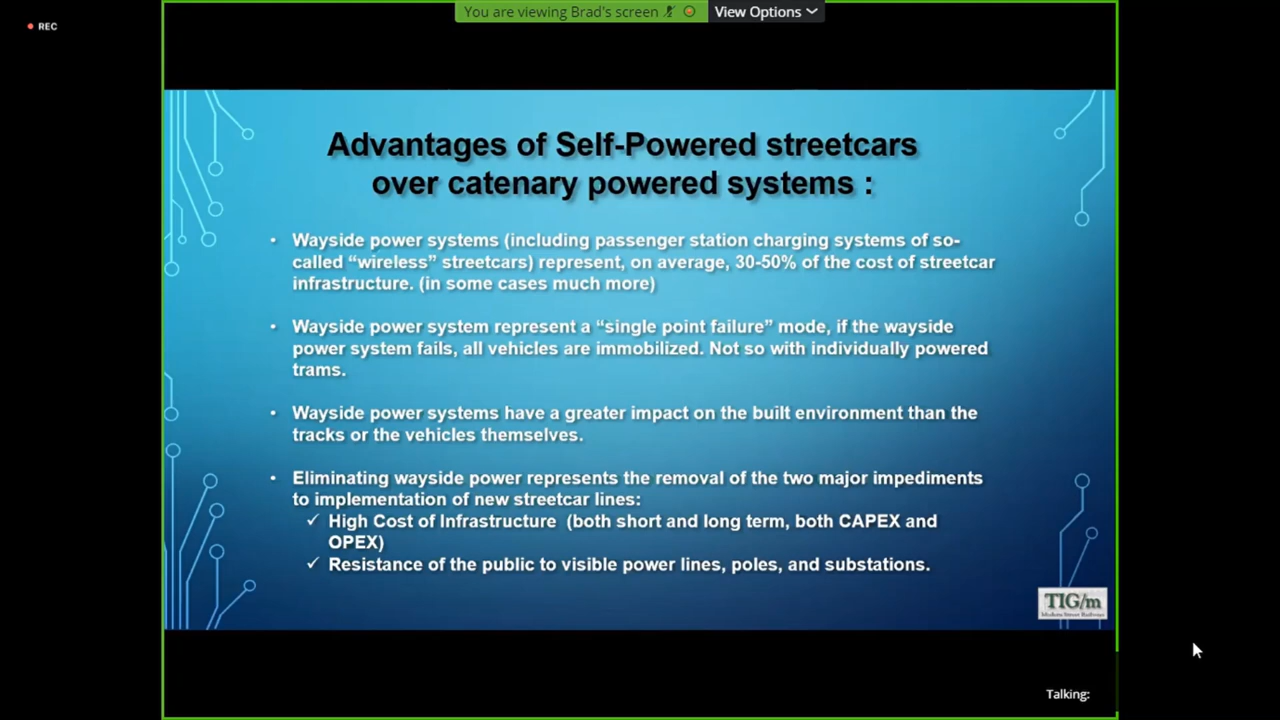 You are viewing Brad's screen
View Options
REC
Advantages of Self-Powered streetcars
over catenary powered systems :
• Wayside power systems (including passenger station charging systems of so-
called “wireless” streetcars) represent, on average, 30-50% of the cost of streetcar
infrastructure. (in some cases much more)
• Wayside power system represent a “single point failure” mode, if the wayside
power system fails, all vehicles are immobilized. Not so with individually powered
trams.
• Wayside power systems have a greater impact on the built environment than the
tracks or the vehicles themselves.
• Eliminating wayside power represents the removal of the two major impediments
to implementation of new streetcar lines:
✓ High Cost of Infrastructure (both short and long term, both CAPEX and
OPEX)
✓ Resistance of the public to visible power lines, poles, and substations.
TIG/m
Modern Street Railways
Talking: